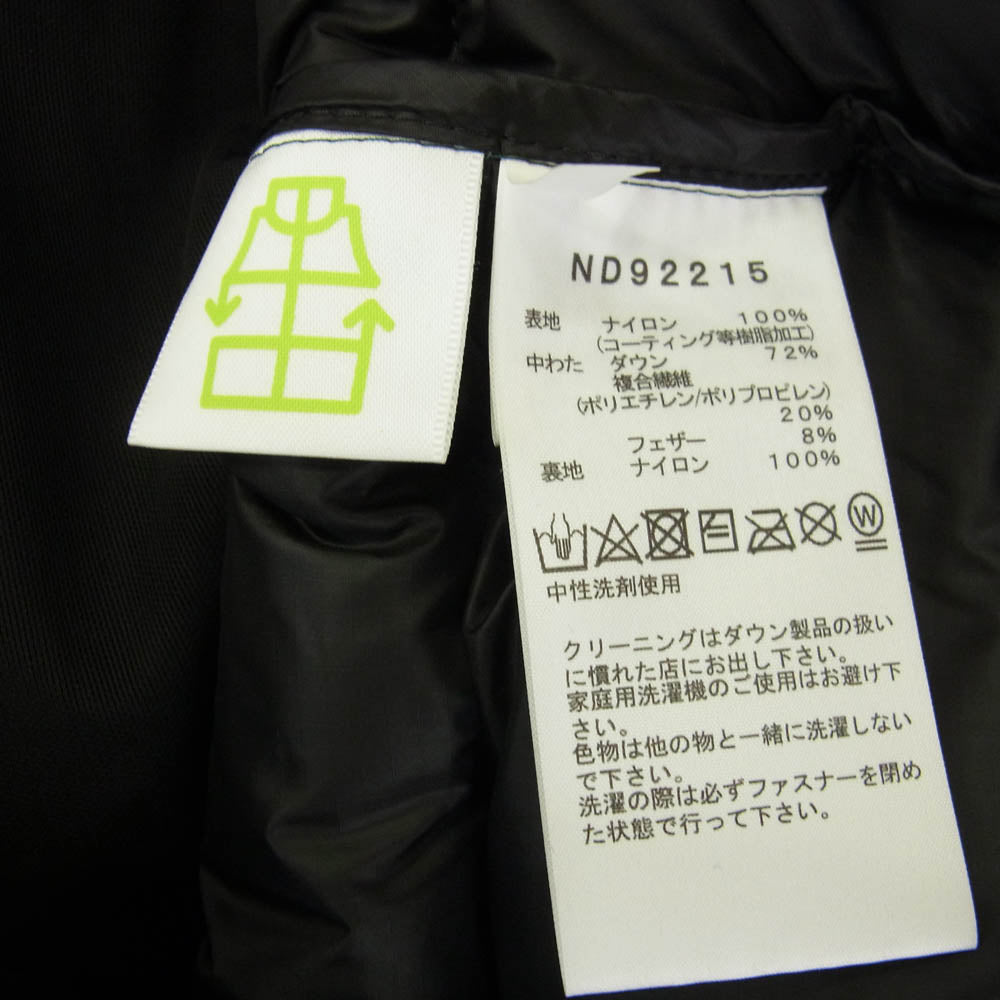 ND92215
表地 ナイロン 100%
(コーティング等樹脂加工)
中わた ダウン 72%
複合繊維
(ポリエチレン/ポリプロピレン)
20%
フェザー 8%
裏地 ナイロン 100%
W
中性洗剤使用
クリーニングはダウン製品の扱い
に慣れた店にお出し下さい。
家庭用洗濯機のご使用はお避け下
さい。
色物は他の物と一緒に洗濯しない
で下さい。
洗濯の際は必ずファスナーを閉め
た状態で行って下さい。